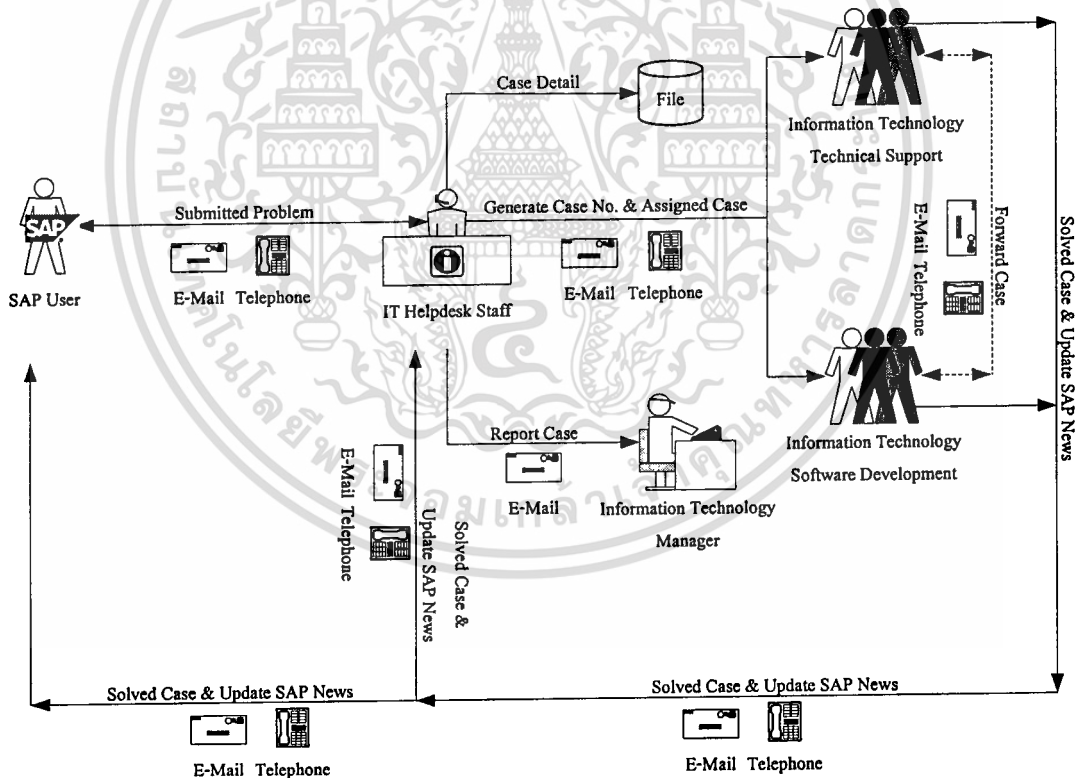 Case Detail
File
Information Technology
Technical Support
SAP
Submitted Problem
Generate Case No. & Assigned Case
E-Mail Telephone
E-Mail Telephone
SAP User
IT Helpdesk Staff
E-Mail Telephone
Forward Case
Solved Case & Update SAP News
Report Case
E-Mail
Information Technology
Manager
Information Technology
Software Development
E-Mail Telephone
Solved Case &
Update SAP News
Solved Case & Update SAP News
E-Mail Telephone
Solved Case & Update SAP News
E-Mail Telephone